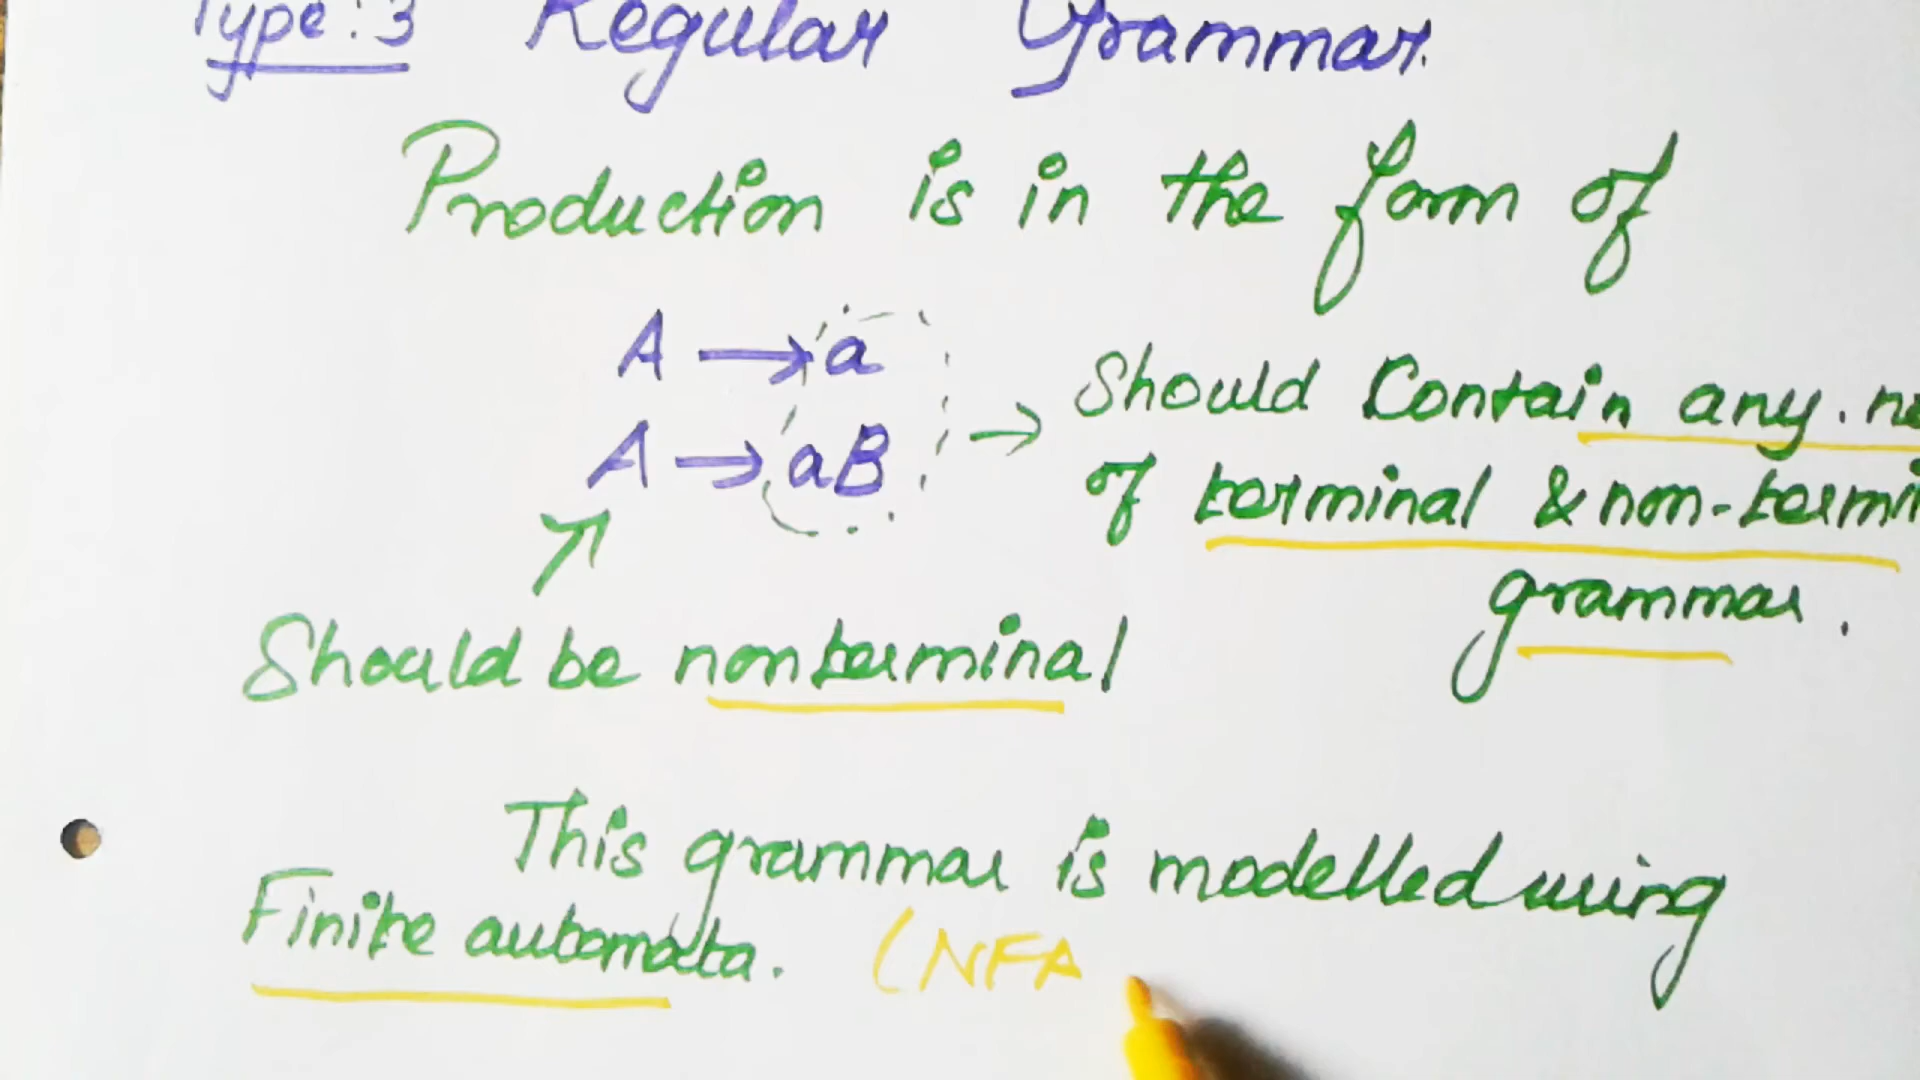 Type: 3 Regular Grammar.
Production is in the form of
A → a
A → aB
→ Should Contain any. no
of terminal & non-termi
grammar.
Should be nonterminal
This grammar is modelled using
Finite automata. (NFA